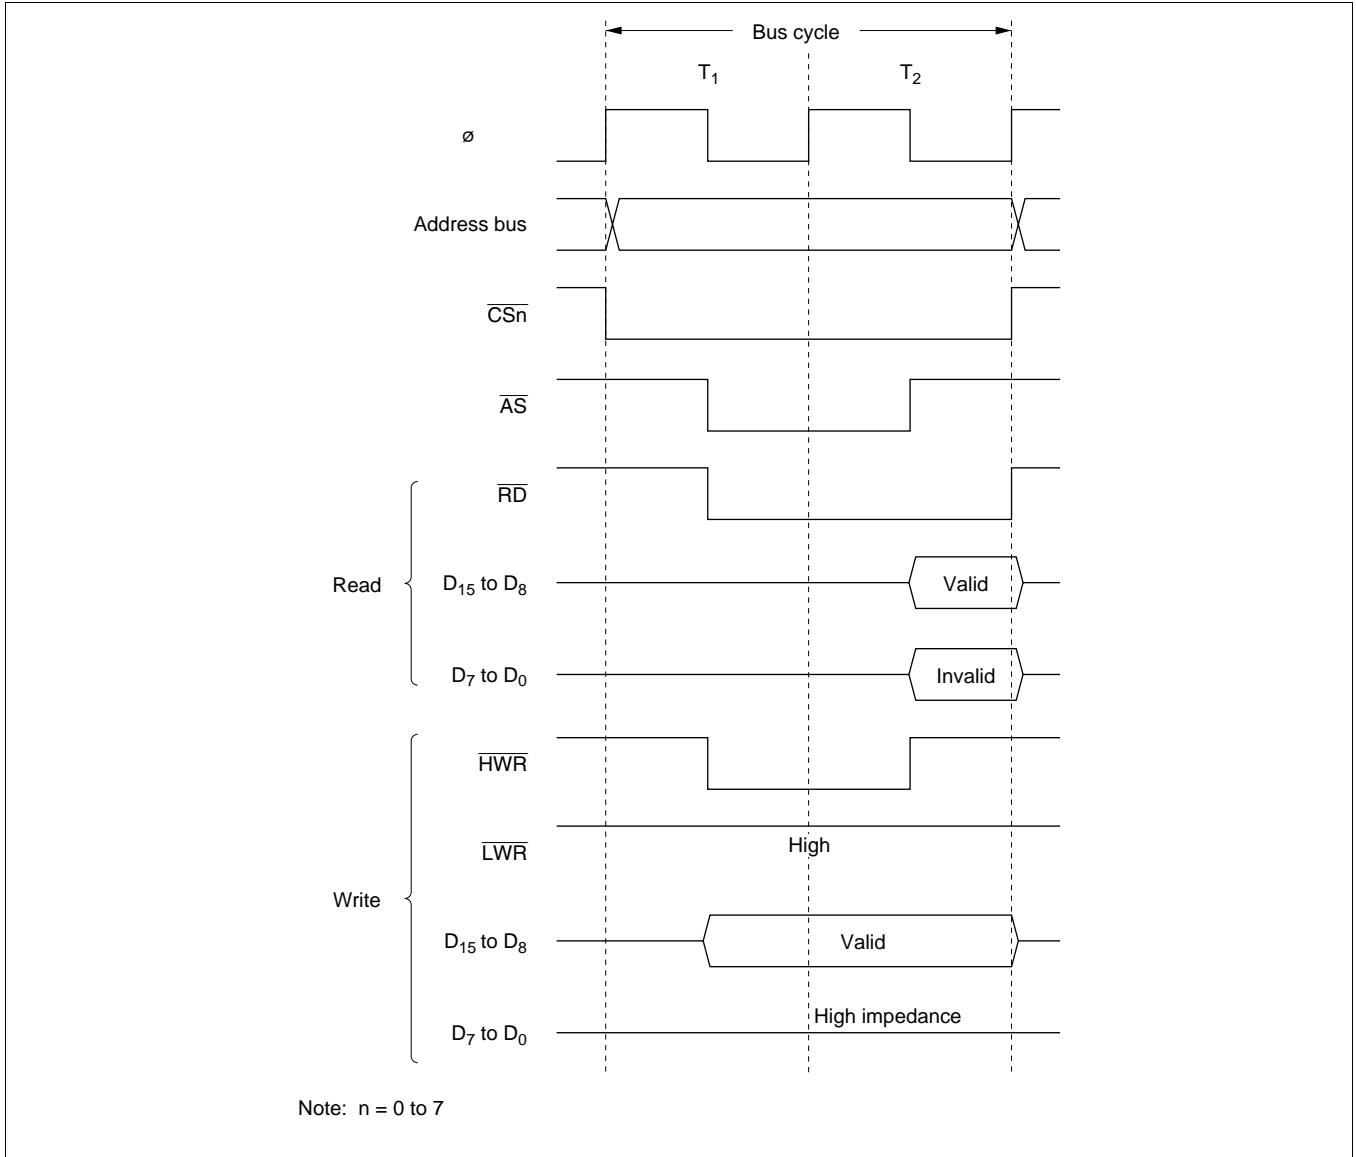 Bus cycle
T1 T2
ø
Address bus
CSn
AS
RD
Read D15 to D8 Valid
D7 to D0 Invalid
HWR
LWR High
Write
D15 to D8 Valid
D7 to D0 High impedance
Note: n = 0 to 7